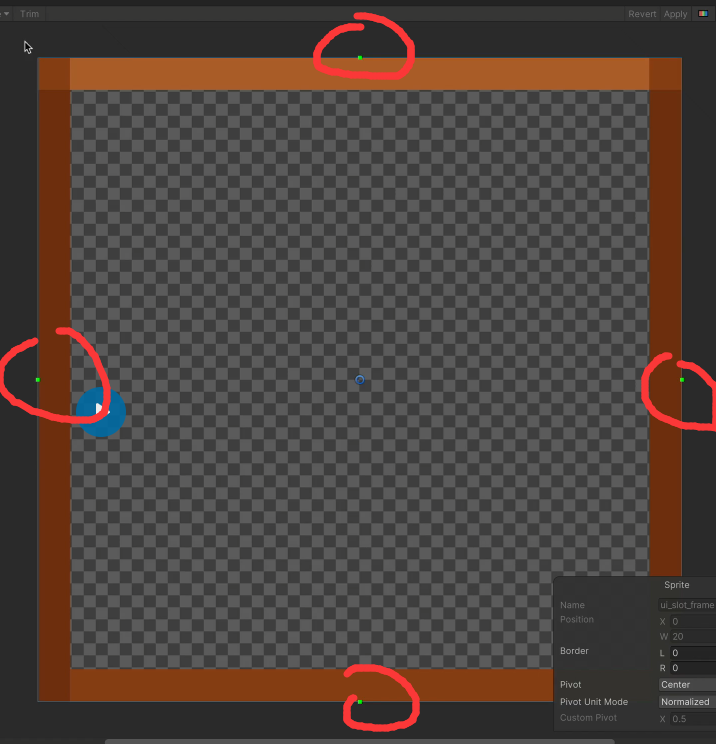 Trim Revert Apply
Sprite
Name ui_slot_frame
Position X 0
W 20
Border L 0
R 0
Pivot Center
Pivot Unit Mode Normalized
Custom Pivot X 0.5